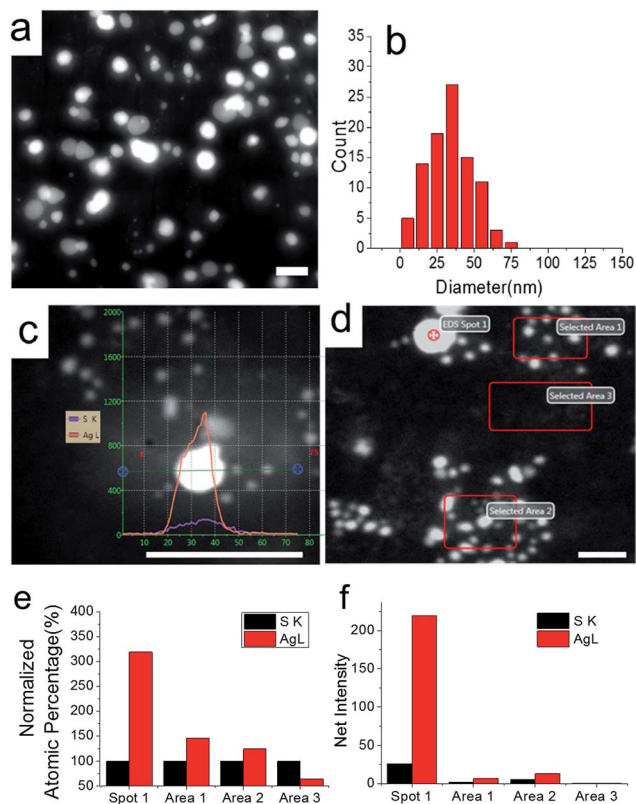 a
b
35
30
25
20
15
10
5
0
Count
0 25 50 75 100 125 150
Diameter(nm)
c
2000
1600
1200
800
400
0
S K
Ag L
10 20 30 40 50 60 70 80
d
EDS Spot 1
Selected Area 1
Selected Area 3
Selected Area 2
e
400
350
300
250
200
150
100
50
Normalized
Atomic Percentage(%)
S K
AgL
Spot 1 Area 1 Area 2 Area 3
f
200
150
100
50
0
Net Intensity
S K
AgL
Spot 1 Area 1 Area 2 Area 3